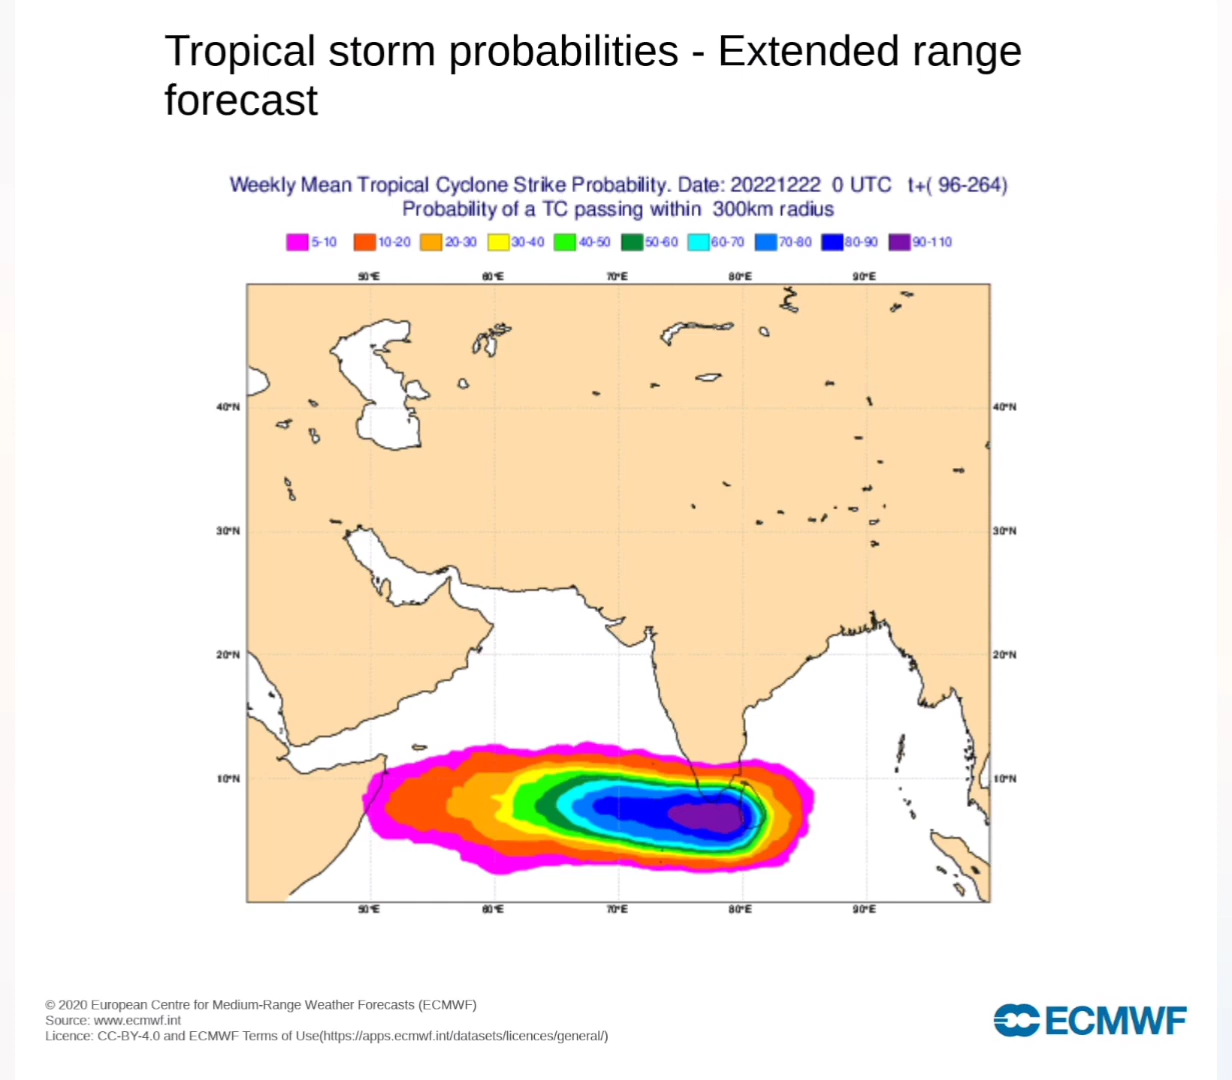 Tropical storm probabilities - Extended range
forecast
Weekly Mean Tropical Cyclone Strike Probability. Date: 20221222 0 UTC t+( 96-264)
Probability of a TC passing within 300km radius
5-10 10-20 20-30 30-40 40-50 50-60 60-70 70-80 80-90 90-110
50°E 60°E 70°E 80°E 90°E
40°N 40°N
30°N 30°N
20°N 20°N
10°N 10°N
50°E 60°E 70°E 80°E 90°E
© 2020 European Centre for Medium-Range Weather Forecasts (ECMWF)
Source: www.ecmwf.int
Licence: CC-BY-4.0 and ECMWF Terms of Use(https://apps.ecmwf.int/datasets/licences/general/)
ECMWF